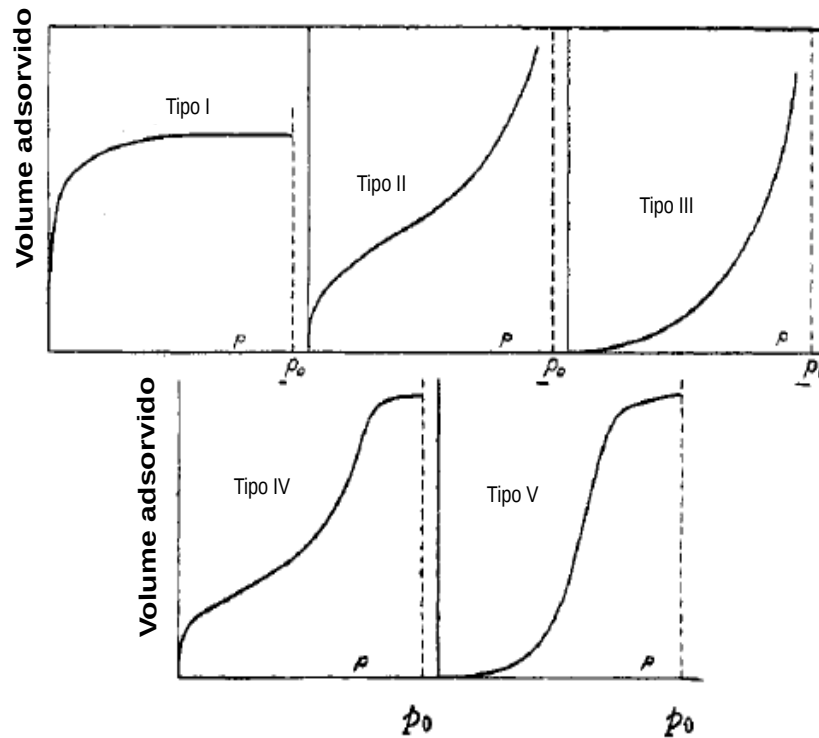 Volume adsorvido
Tipo I
Tipo II
Tipo III
p
p
p
p₀
p₀
Volume adsorvido
Tipo IV
Tipo V
p
p
p₀
p₀